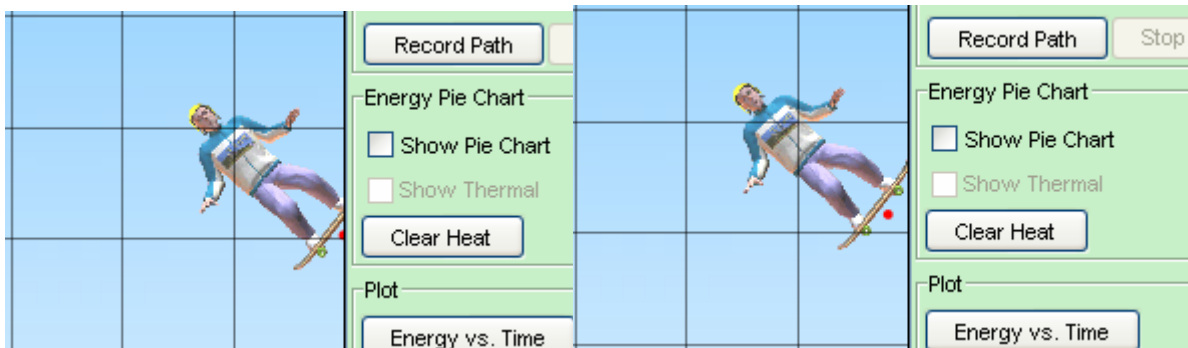 Record Path
Energy Pie Chart
Show Pie Chart
Show Thermal
Clear Heat
Plot
Energy vs. Time
Record Path Stop
Energy Pie Chart
Show Pie Chart
Show Thermal
Clear Heat
Plot
Energy vs. Time